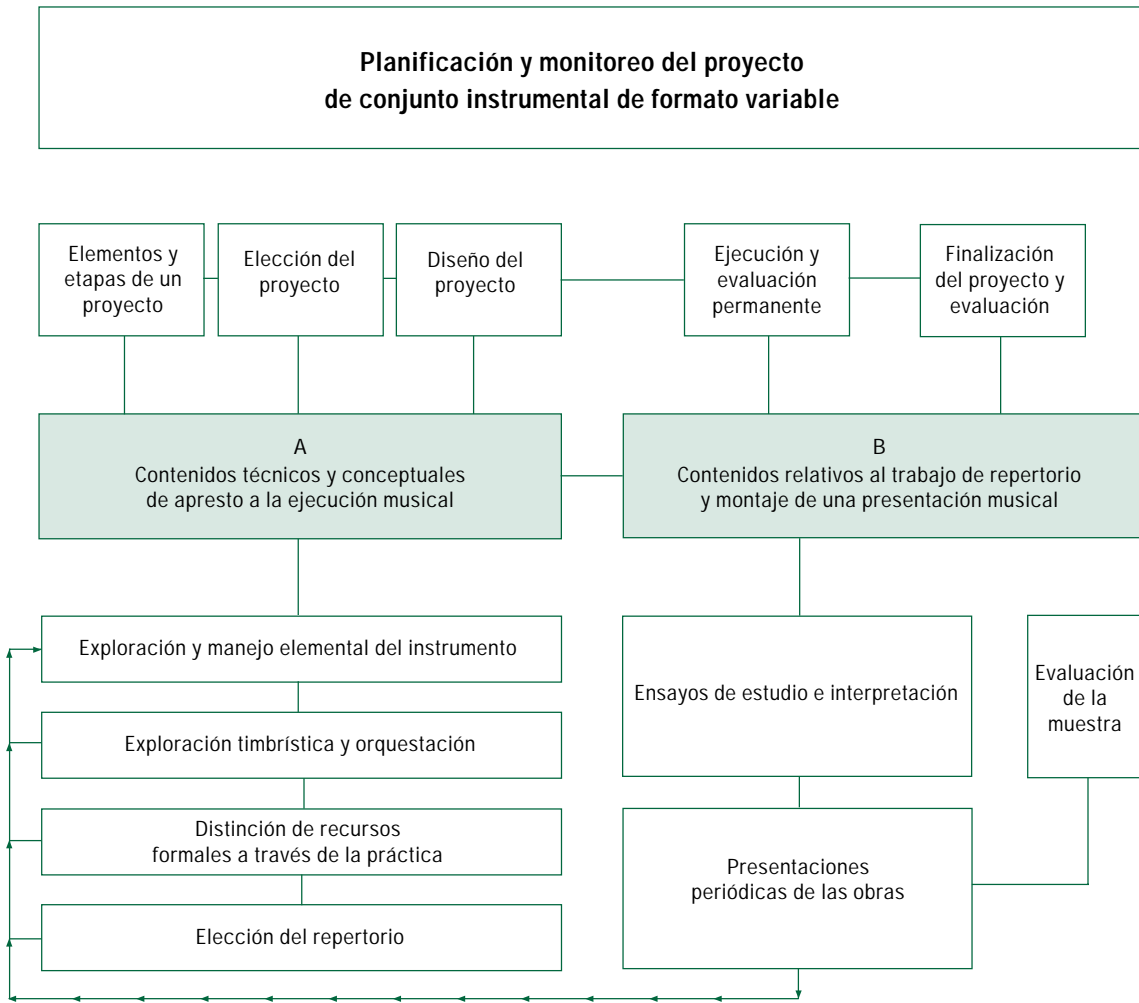 Planificación y monitoreo del proyecto
de conjunto instrumental de formato variable
Elementos y
etapas de un
proyecto
Elección del
proyecto
Diseño del
proyecto
Ejecución y
evaluación
permanente
Finalización
del proyecto y
evaluación
A
Contenidos técnicos y conceptuales
de apresto a la ejecución musical
B
Contenidos relativos al trabajo de repertorio
y montaje de una presentación musical
Exploración y manejo elemental del instrumento
Exploración timbrística y orquestación
Distinción de recursos
formales a través de la práctica
Elección del repertorio
Ensayos de estudio e interpretación
Presentaciones
periódicas de las obras
Evaluación
de la
muestra